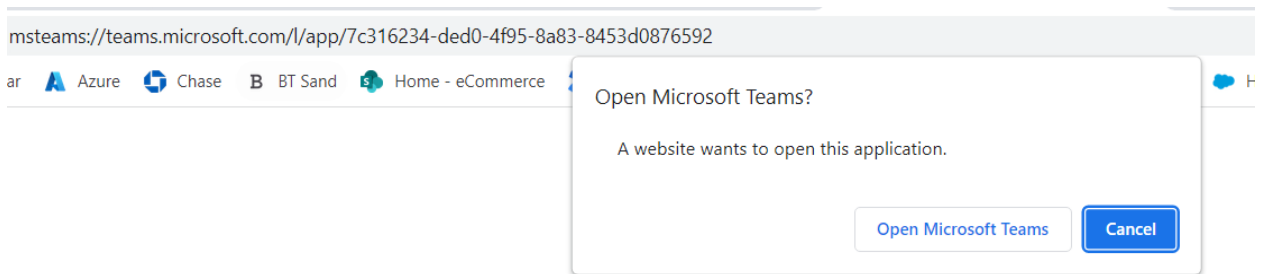 msteams://teams.microsoft.com/l/app/7c316234-ded0-4f95-8a83-8453d0876592
ar Azure Chase B BT Sand S Home - eCommerce H
Open Microsoft Teams?
A website wants to open this application.
Open Microsoft Teams Cancel